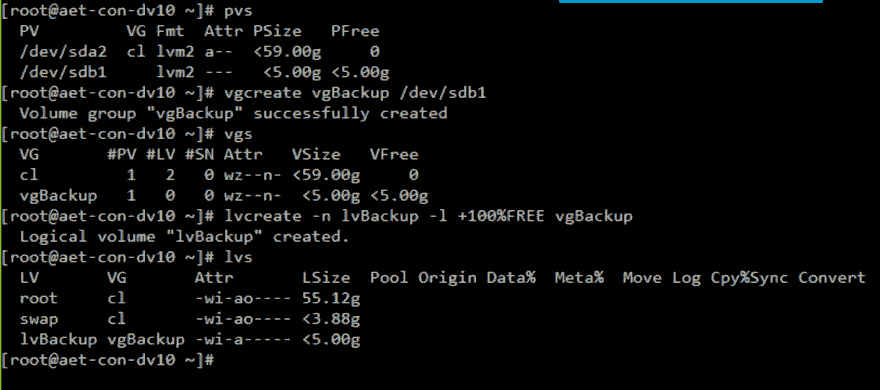 [root@aet-con-dv10 ~]# pvs
  PV         VG Fmt  Attr PSize   PFree
  /dev/sda2  cl lvm2 a--  <59.00g     0
  /dev/sdb1     lvm2 ---   <5.00g <5.00g
[root@aet-con-dv10 ~]# vgcreate vgBackup /dev/sdb1
  Volume group "vgBackup" successfully created
[root@aet-con-dv10 ~]# vgs
  VG       #PV #LV #SN Attr   VSize   VFree
  cl         1   2   0 wz--n- <59.00g     0
  vgBackup   1   0   0 wz--n-  <5.00g <5.00g
[root@aet-con-dv10 ~]# lvcreate -n lvBackup -l +100%FREE vgBackup
  Logical volume "lvBackup" created.
[root@aet-con-dv10 ~]# lvs
  LV       VG       Attr       LSize  Pool Origin Data%  Meta%  Move Log Cpy%Sync Convert
  root     cl       -wi-ao---- 55.12g
  swap     cl       -wi-ao---- <3.88g
  lvBackup vgBackup -wi-a----- <5.00g
[root@aet-con-dv10 ~]#